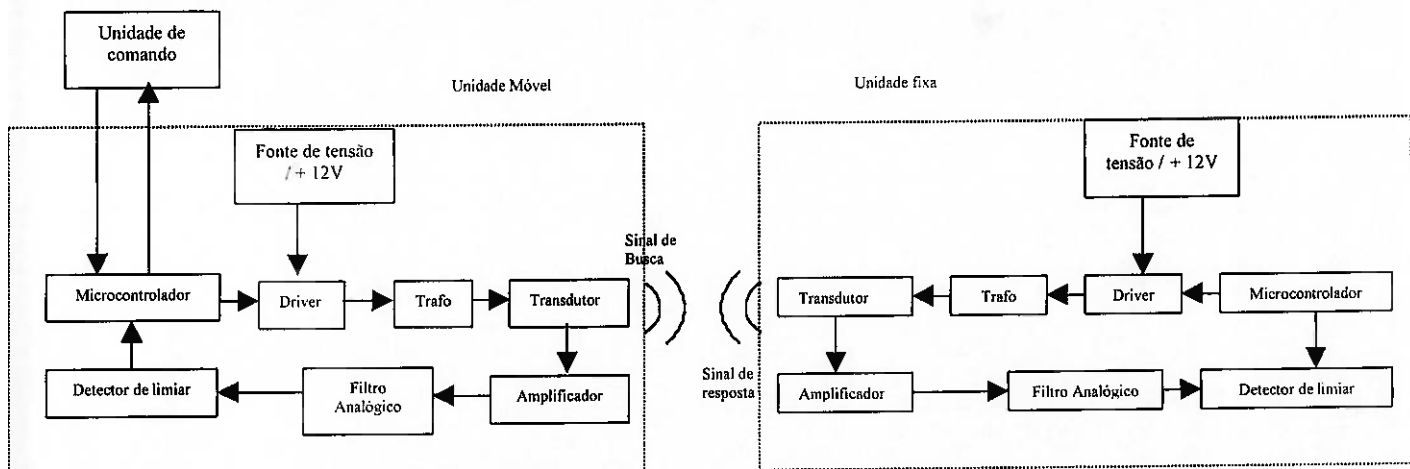 Unidade de
comando
Unidade Móvel
Unidade fixa
Fonte de tensão
/ + 12V
Fonte de
tensão / + 12V
Sinal de
Busca
Microcontrolador
Driver
Trafo
Transdutor
Transdutor
Trafo
Driver
Microcontrolador
Detector de limiar
Filtro
Analógico
Amplificador
Sinal de
resposta
Amplificador
Filtro Analógico
Detector de limiar